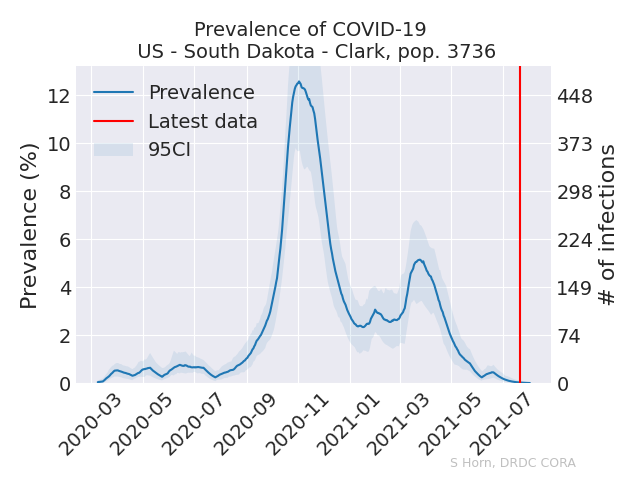 Prevalence of COVID-19
US - South Dakota - Clark, pop. 3736
Prevalence
Latest data
95CI
Prevalence (%)
12
10
8
6
4
2
0
448
373
298
224
149
74
0
# of infections
2020-03
2020-05
2020-07
2020-09
2020-11
2021-01
2021-03
2021-05
2021-07
S Horn, DRDC CORA